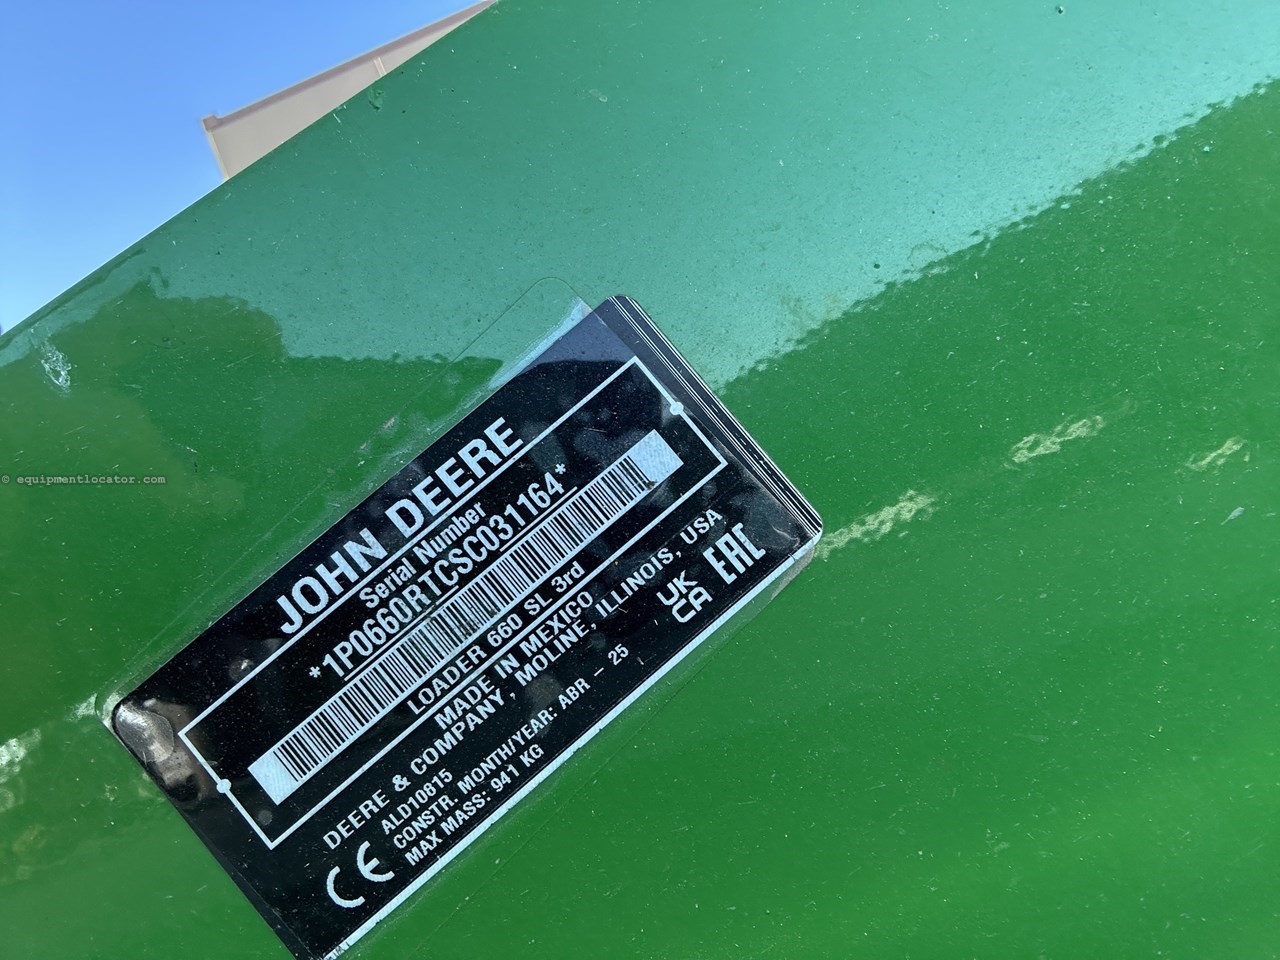 © equipmentlocator.com
JOHN DEERE
Serial Number
*1P0660RTCSC031164*
LOADER 660 SL 3rd
MADE IN MEXICO
DEERE & COMPANY, MOLINE, ILLINOIS, USA
ALD10815
CONSTR. MONTH/YEAR: ABR - 25
MAX MASS: 941 KG
CE
UK
CA
EAC